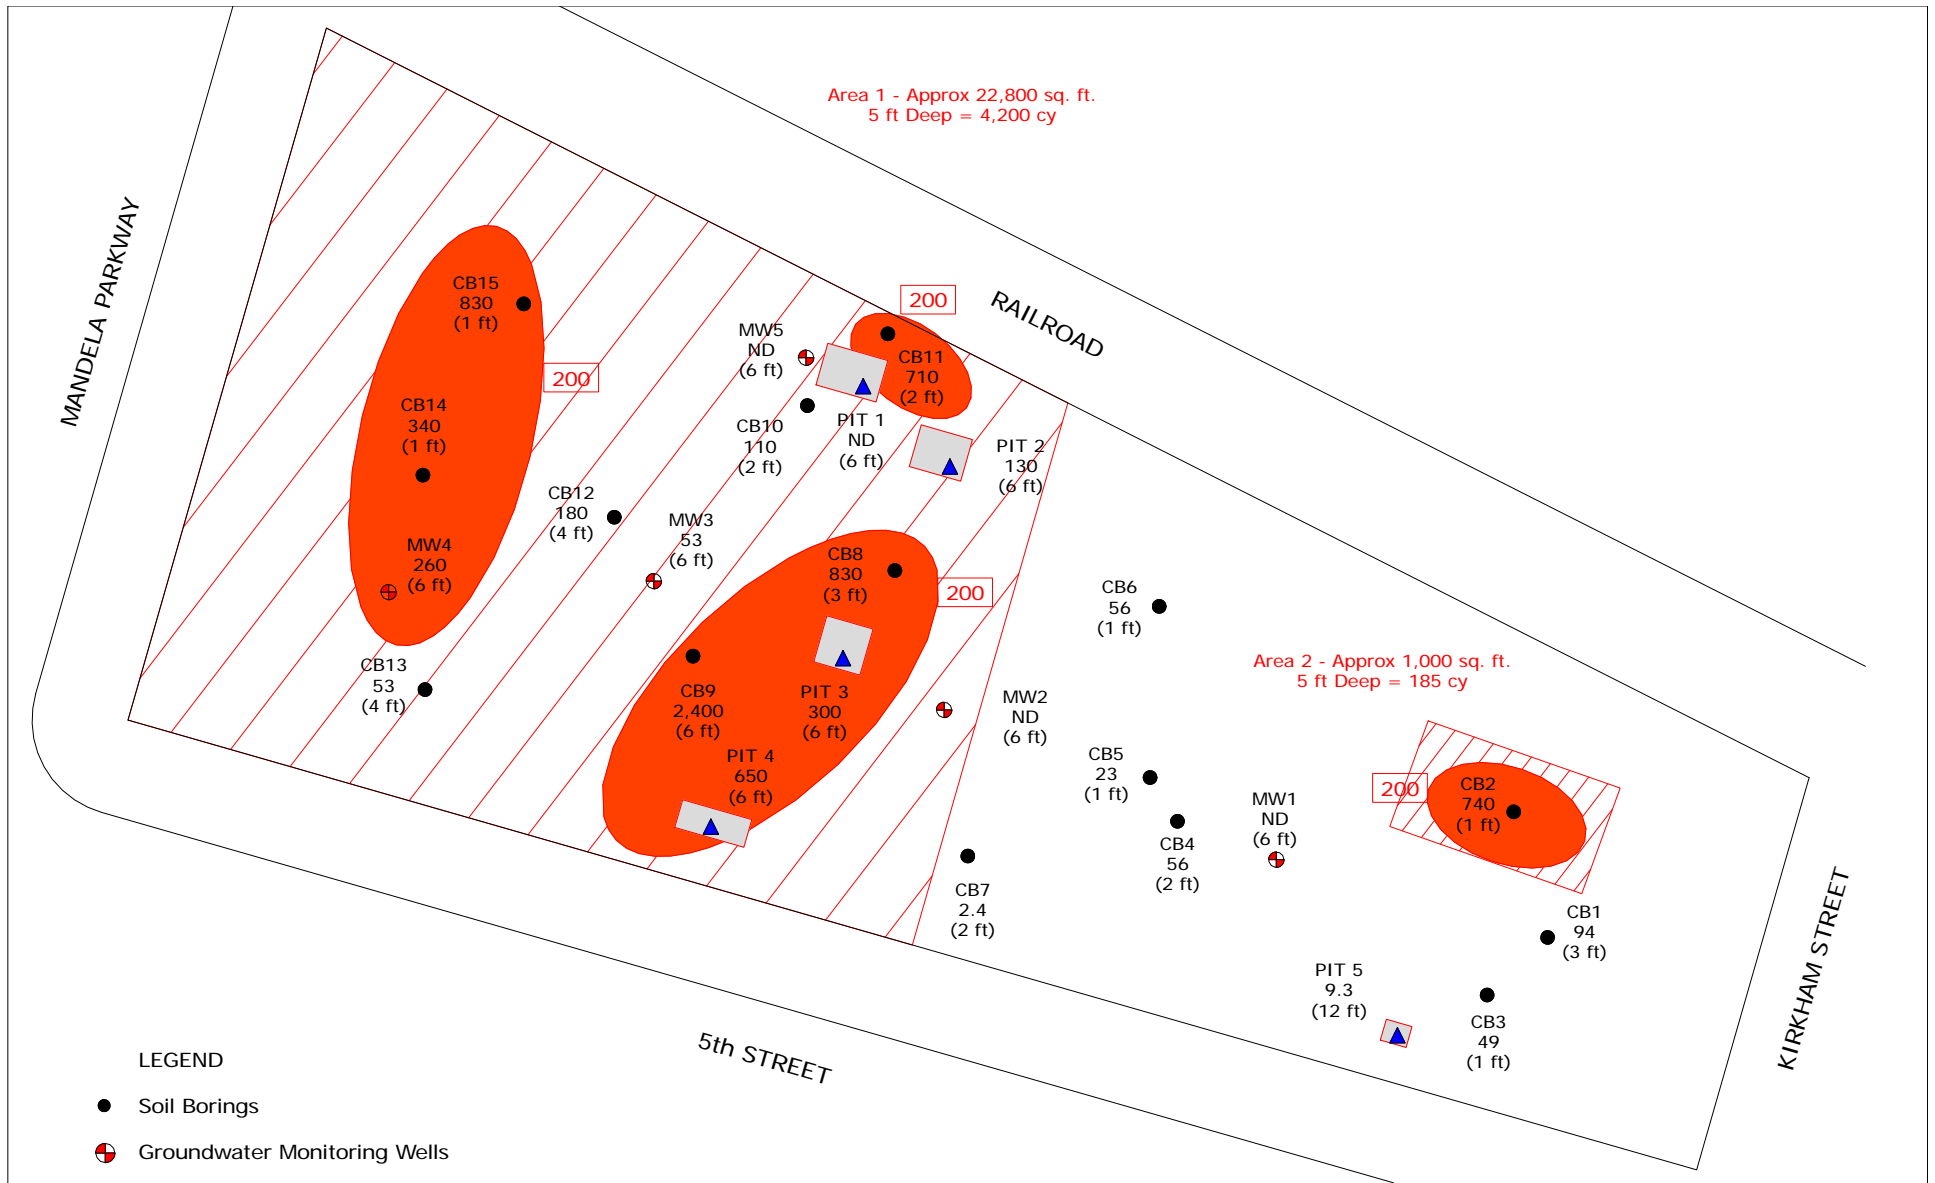 Area 1 - Approx 22,800 sq. ft.
5 ft Deep = 4,200 cy
MANDELA PARKWAY
RAILROAD
CB15
830
(1 ft)
200
CB14
340
(1 ft)
MW4
260
(6 ft)
CB13
53
(4 ft)
CB12
180
(4 ft)
MW5
ND
(6 ft)
200
CB11
710
(2 ft)
CB10
110
(2 ft)
PIT 1
ND
(6 ft)
PIT 2
130
(6 ft)
MW3
53
(6 ft)
CB8
830
(3 ft)
200
CB9
2,400
(6 ft)
PIT 3
300
(6 ft)
PIT 4
650
(6 ft)
MW2
ND
(6 ft)
CB6
56
(1 ft)
Area 2 - Approx 1,000 sq. ft.
5 ft Deep = 185 cy
CB5
23
(1 ft)
CB4
56
(2 ft)
MW1
ND
(6 ft)
200
CB2
740
(1 ft)
CB7
2.4
(2 ft)
CB1
94
(3 ft)
PIT 5
9.3
(12 ft)
CB3
49
(1 ft)
KIRKHAM STREET
5th STREET
LEGEND
Soil Borings
Groundwater Monitoring Wells